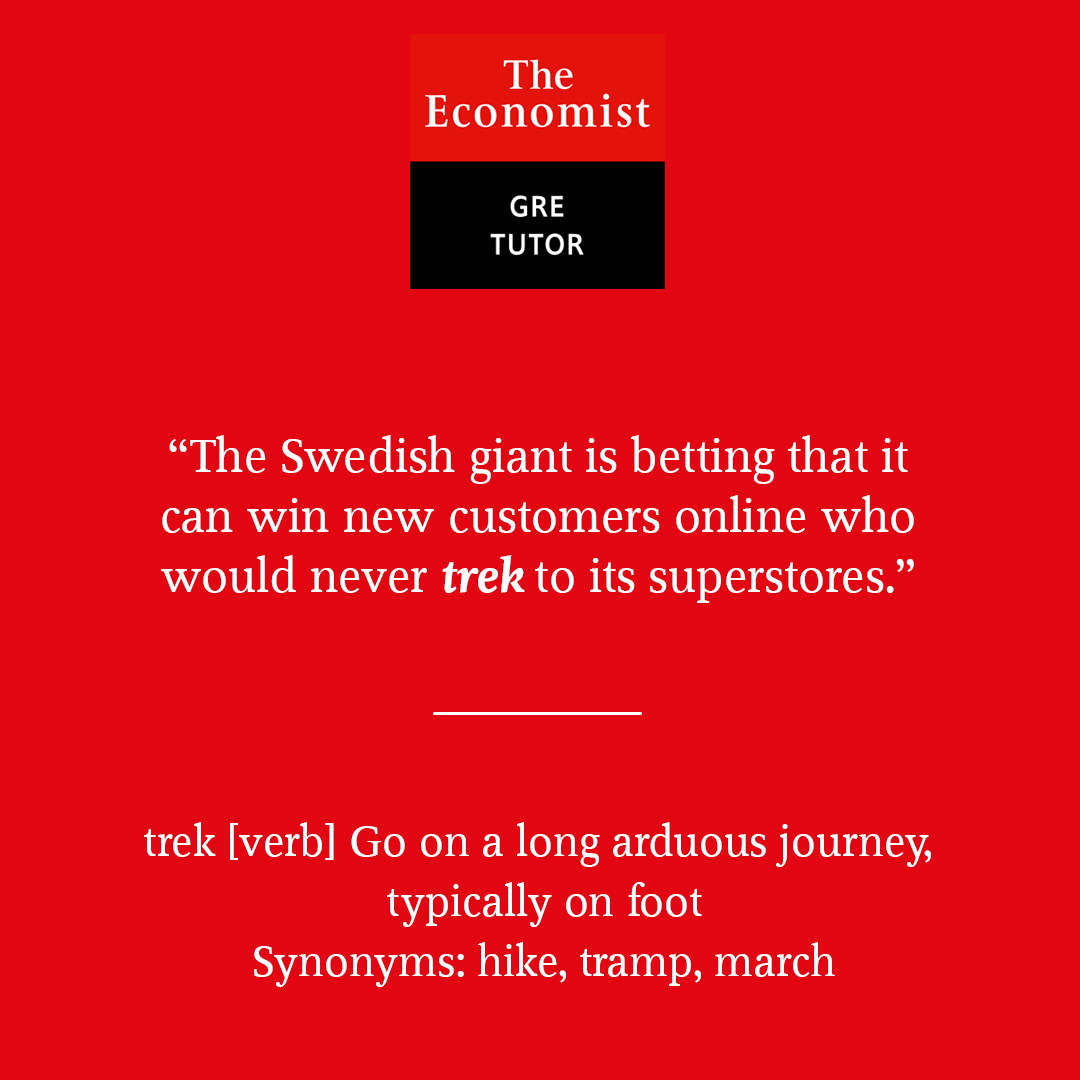 The
Economist
GRE
TUTOR
“The Swedish giant is betting that it
can win new customers online who
would never trek to its superstores.”
trek [verb] Go on a long arduous journey,
typically on foot
Synonyms: hike, tramp, march